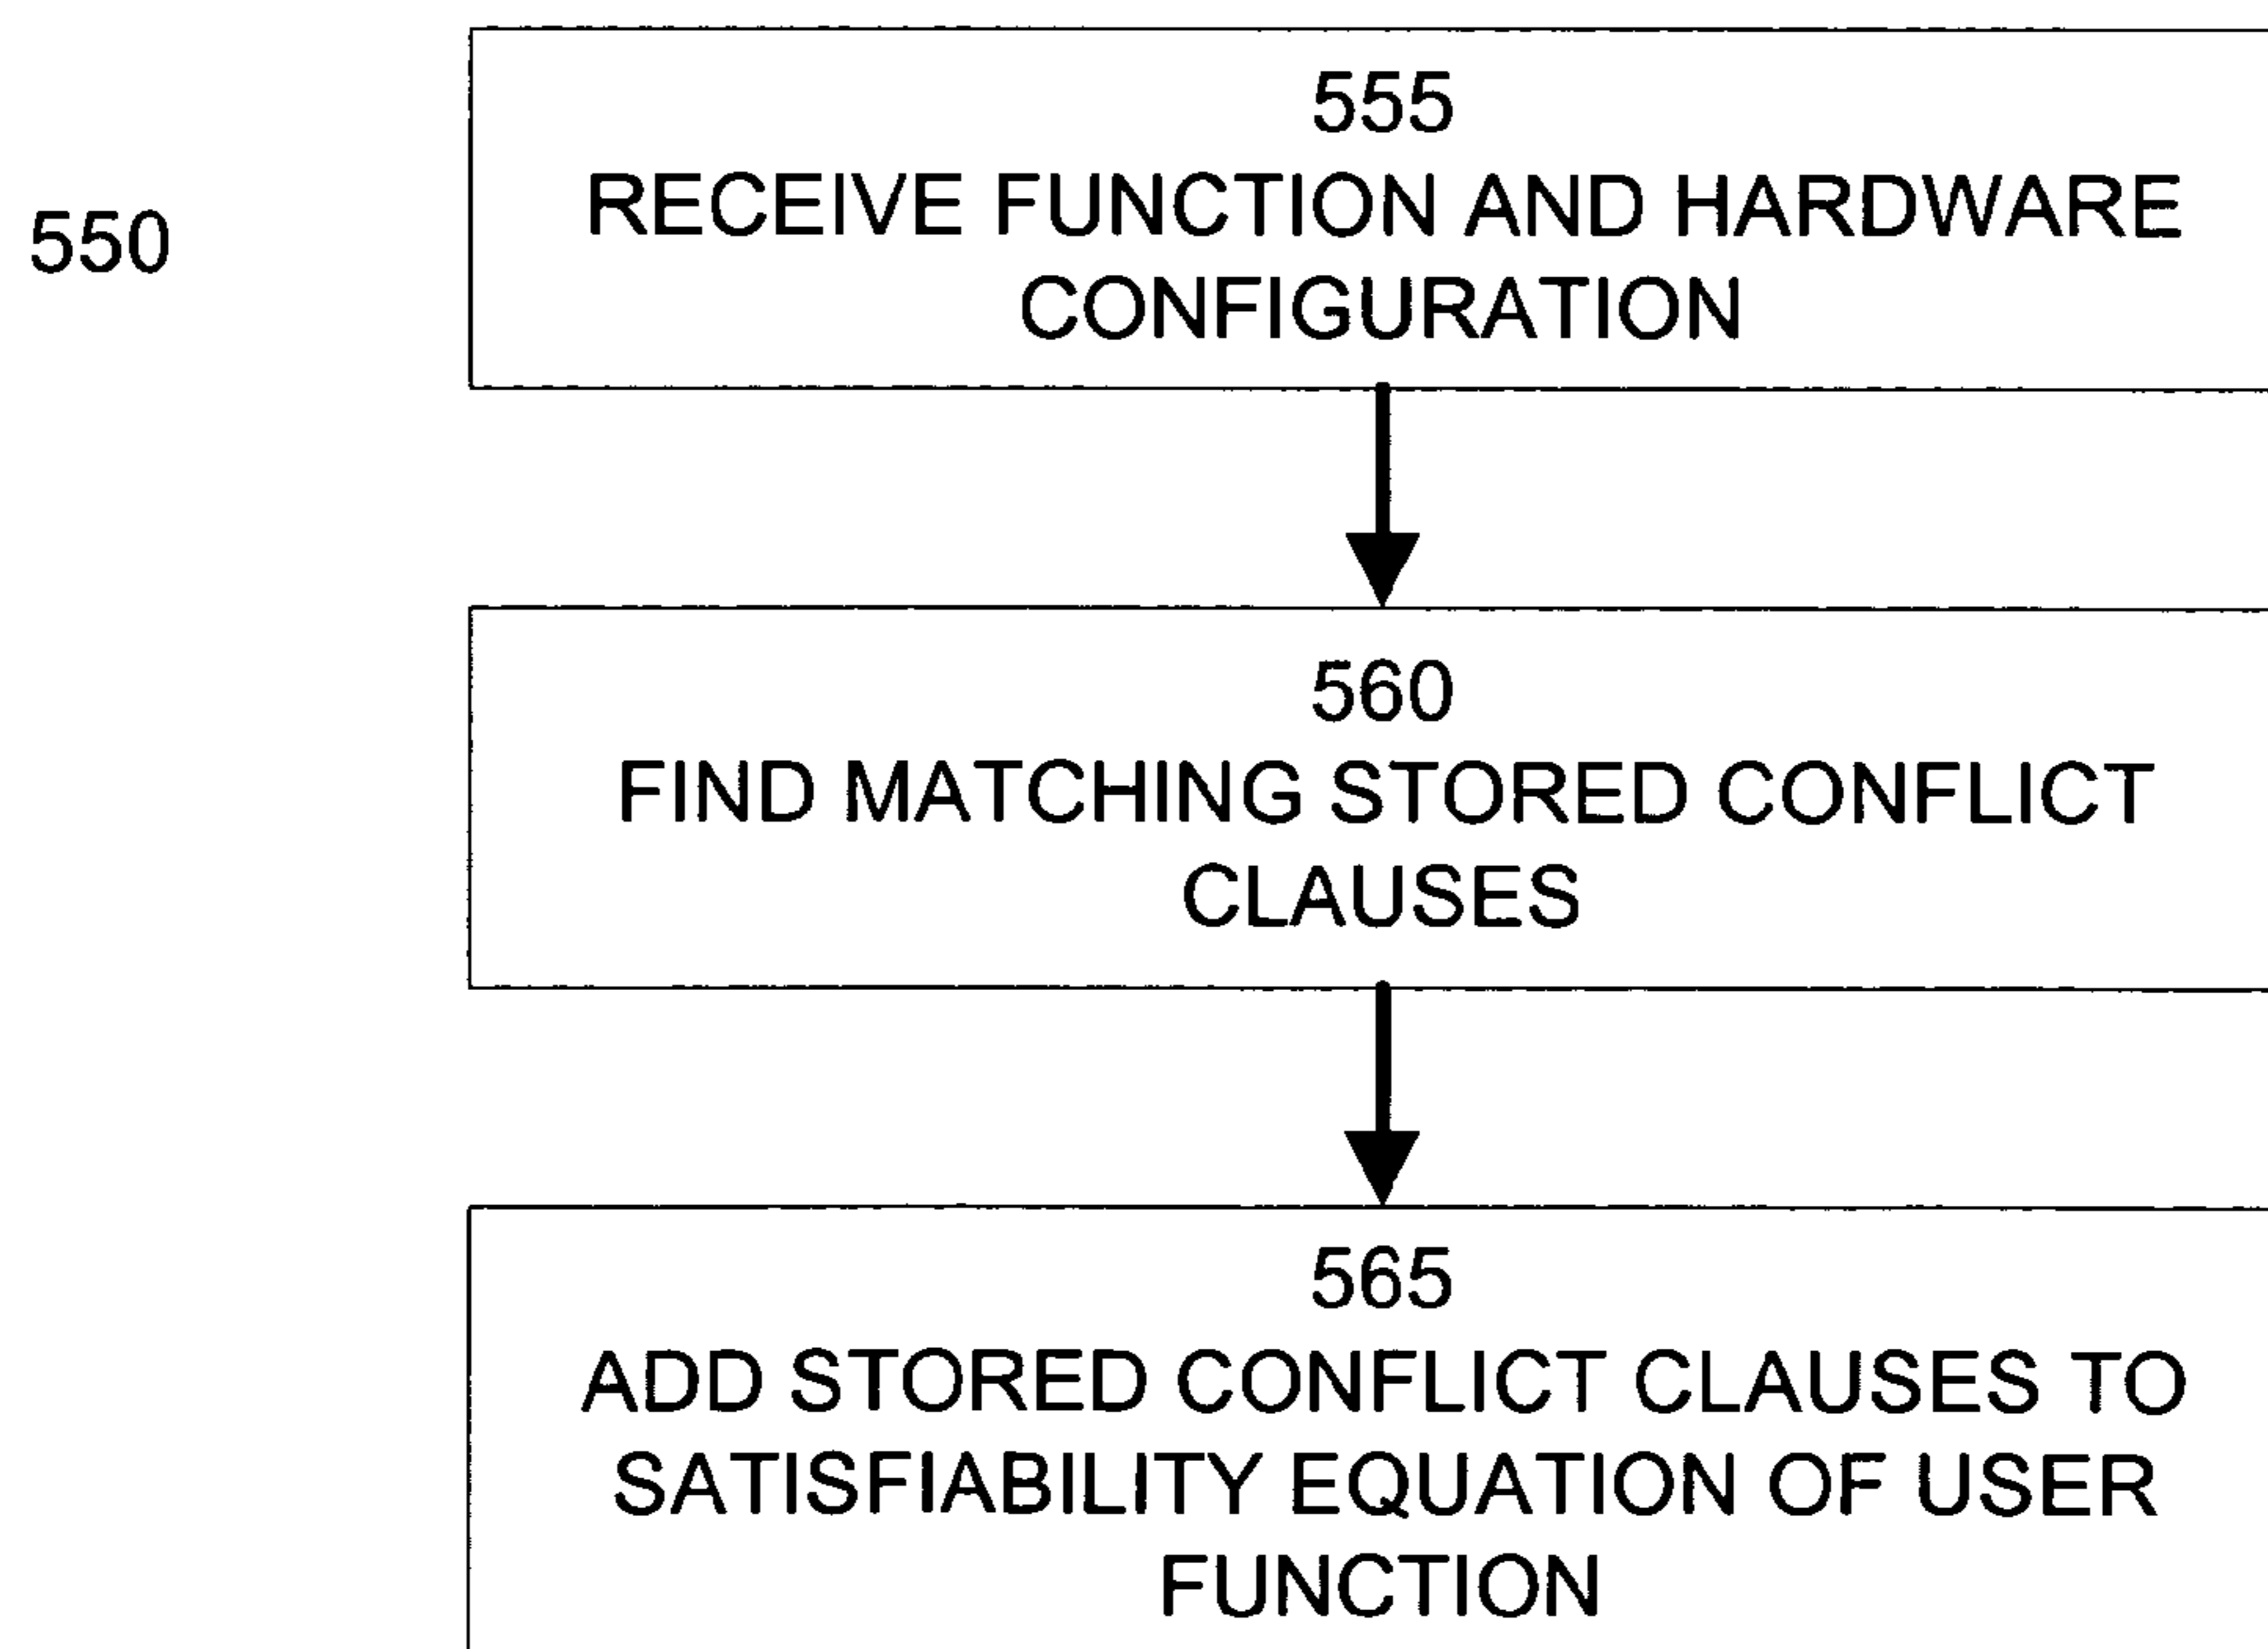 550
555
RECEIVE FUNCTION AND HARDWARE
CONFIGURATION
560
FIND MATCHING STORED CONFLICT
CLAUSES
565
ADD STORED CONFLICT CLAUSES TO
SATISFIABILITY EQUATION OF USER
FUNCTION